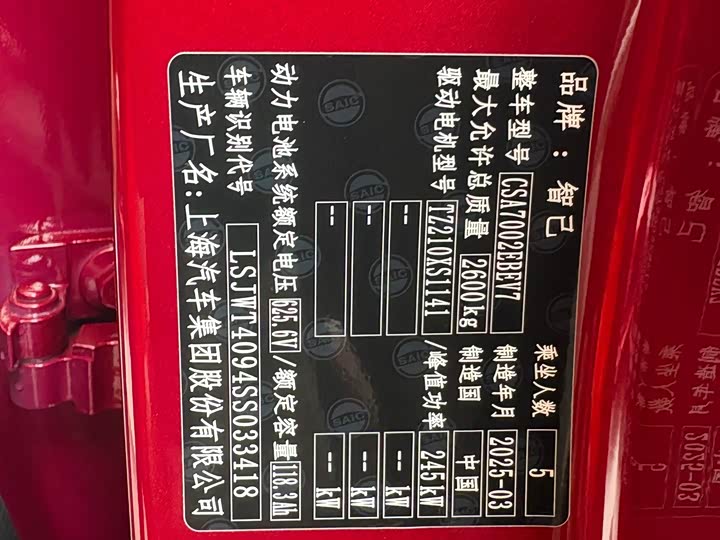 品牌：智己
乘坐人数 5
整车型号 CSA7002FBERV7 制造年月 2025-03
最大允许总质量 2600kg 制造国 中国
驱动电机型号 TZ210XS1141 /峰值功率 245kW
-- -- kW
-- -- kW
-- -- kW
动力电池系统额定电压 625.6V /额定容量 118.3Ah
车辆识别代号 LSJWT4094SS033418
生产厂名:上海汽车集团股份有限公司
SAIC